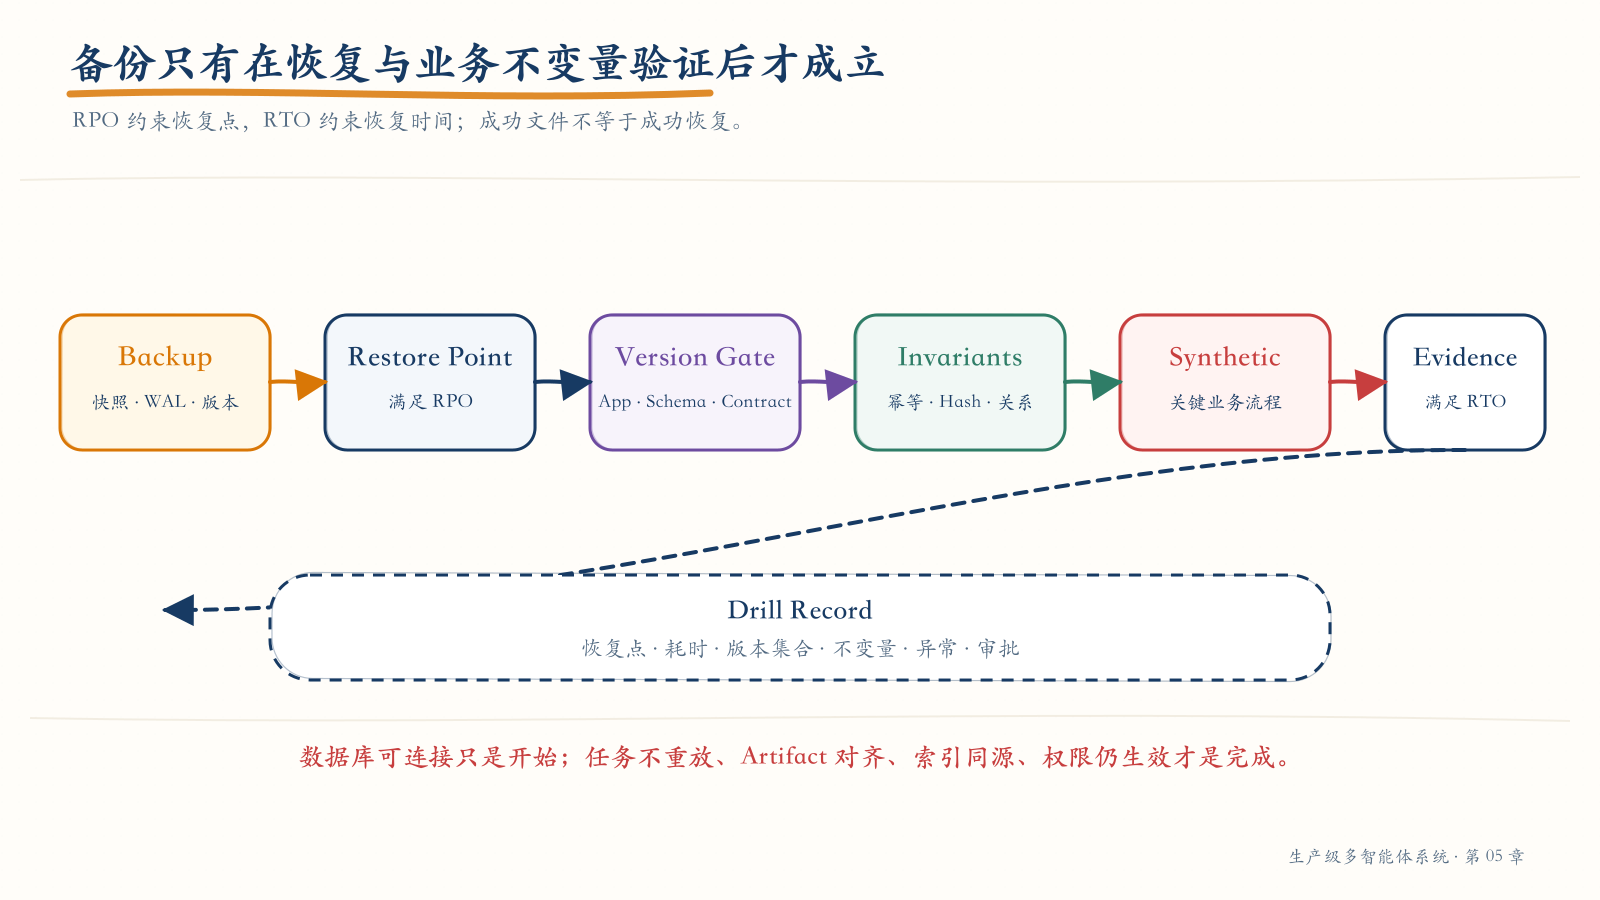 备份只有在恢复与业务不变量验证后才成立
RPO 约束恢复点，RTO 约束恢复时间；成功文件不等于成功恢复。
Backup
快照 · WAL · 版本
Restore Point
满足 RPO
Version Gate
App · Schema · Contract
Invariants
幂等 · Hash · 关系
Synthetic
关键业务流程
Evidence
满足 RTO
Drill Record
恢复点 · 耗时 · 版本集合 · 不变量 · 异常 · 审批
数据库可连接只是开始；任务不重放、Artifact 对齐、索引同源、权限仍生效才是完成。
生产级多智能体系统 · 第 05 章